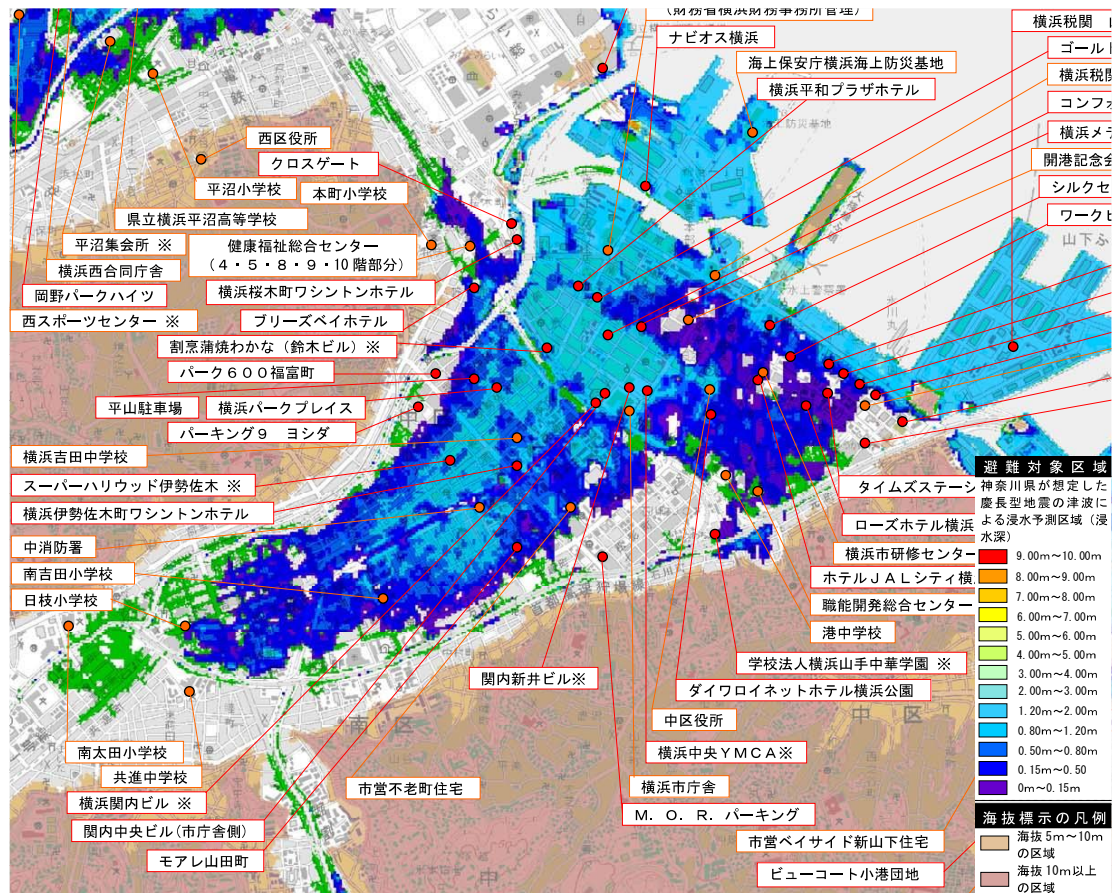 (財務省横浜財務事務所管理)
ナビオス横浜
海上保安庁横浜海上防災基地
横浜平和プラザホテル
横浜税関
ゴール
横浜税関
コンフォ
横浜メデ
開港記念会
シルクセ
ワークピ
西区役所
クロスゲート
平沼小学校
本町小学校
県立横浜平沼高等学校
平沼集会所 ※
健康福祉総合センター
(4・5・8・9・10階部分)
横浜西合同庁舎
岡野パークハイツ
横浜桜木町ワシントンホテル
西スポーツセンター ※
ブリーズベイホテル
割烹蒲焼わかな(鈴木ビル)※
パーク600福富町
平山駐車場
横浜パークプレイス
パーキング9 ヨシダ
横浜吉田中学校
スーパーハリウッド伊勢佐木 ※
横浜伊勢佐木町ワシントンホテル
中消防署
南吉田小学校
日枝小学校
南太田小学校
共進中学校
横浜関内ビル ※
関内中央ビル(市庁舎側)
モアレ山田町
市営不老町住宅
関内新井ビル※
タイムズステーシ
ローズホテル横浜
横浜市研修センター
ホテルJALシティ横
職能開発総合センター
港中学校
学校法人横浜山手中華学園 ※
ダイワロイネットホテル横浜公園
中区役所
横浜中央YMCA※
横浜市庁舎
M.O.R.パーキング
市営ベイサイド新山下住宅
ビューコート小港団地
山下ふ
氷川丸
南区
中区
中
避難対象区域
神奈川県が想定した
慶長型地震の津波に
よる浸水予測区域(浸
水深)
9.00m~10.00m
8.00m~9.00m
7.00m~8.00m
6.00m~7.00m
5.00m~6.00m
4.00m~5.00m
3.00m~4.00m
2.00m~3.00m
1.20m~2.00m
0.80m~1.20m
0.50m~0.80m
0.15m~0.50
0m~0.15m
海抜標示の凡例
海抜5m~10m
の区域
海抜10m以上
の区域